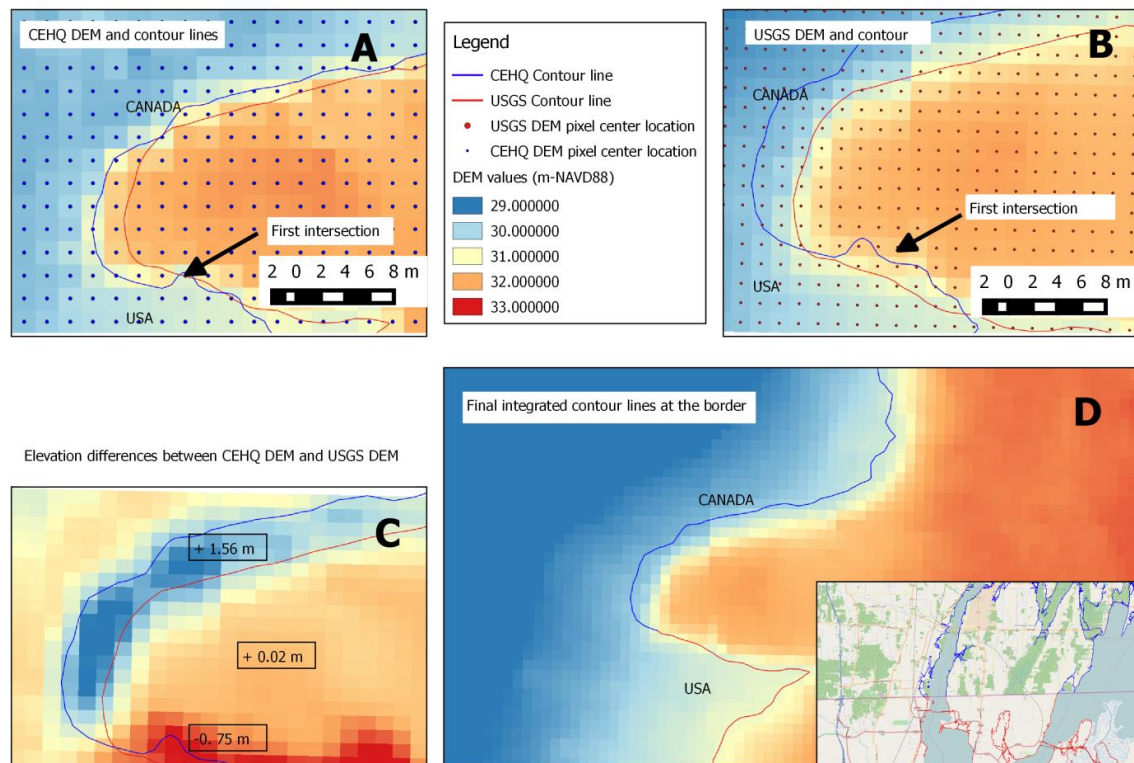 CEHQ DEM and contour lines
A
CANADA
First intersection
2 0 2 4 6 8 m
USA
Legend
CEHQ Contour line
USGS Contour line
USGS DEM pixel center location
CEHQ DEM pixel center location
DEM values (m-NAVD88)
29.000000
30.000000
31.000000
32.000000
33.000000
USGS DEM and contour
B
CANADA
First intersection
2 0 2 4 6 8 m
USA
Elevation differences between CEHQ DEM and USGS DEM
C
+ 1.56 m
+ 0.02 m
-0. 75 m
Final integrated contour lines at the border
D
CANADA
USA